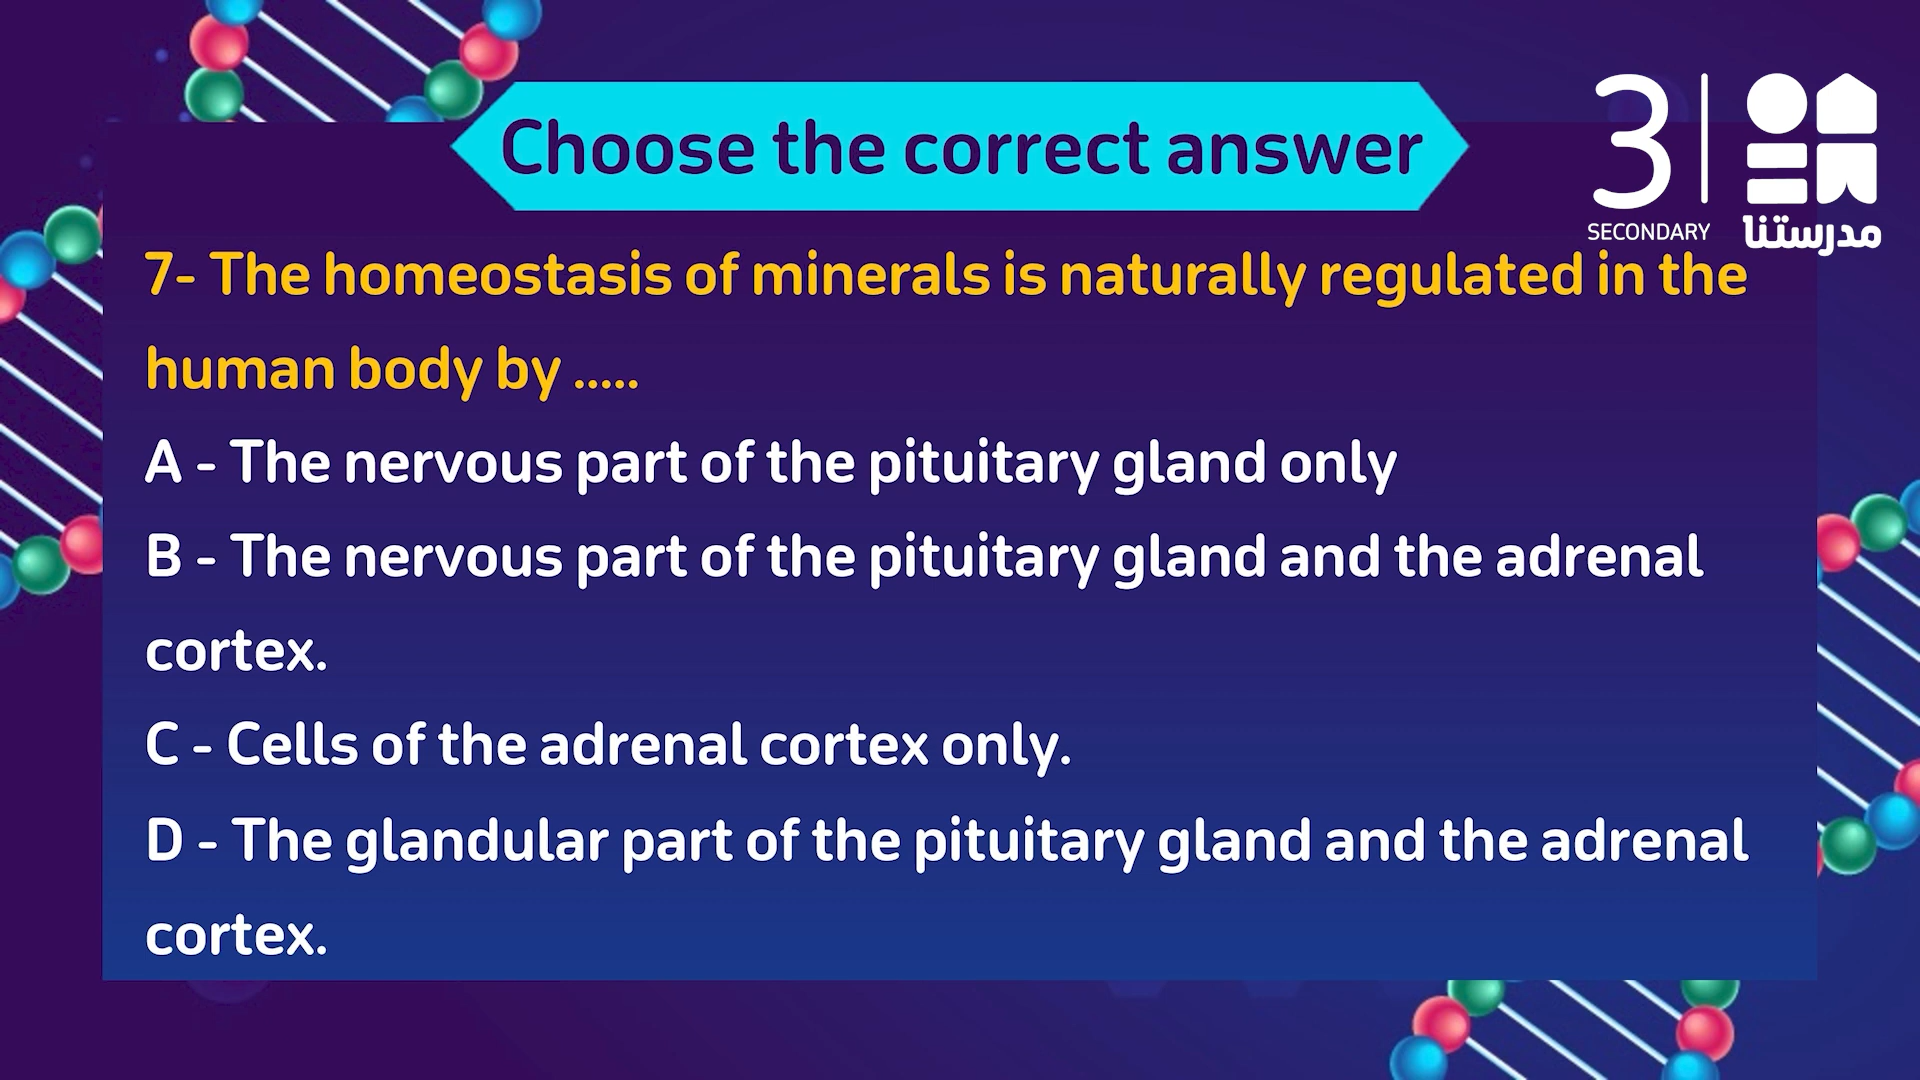 Choose the correct answer
3
SECONDARY
مدرستنا
7- The homeostasis of minerals is naturally regulated in the
human body by .....
A - The nervous part of the pituitary gland only
B - The nervous part of the pituitary gland and the adrenal
cortex.
C - Cells of the adrenal cortex only.
D - The glandular part of the pituitary gland and the adrenal
cortex.